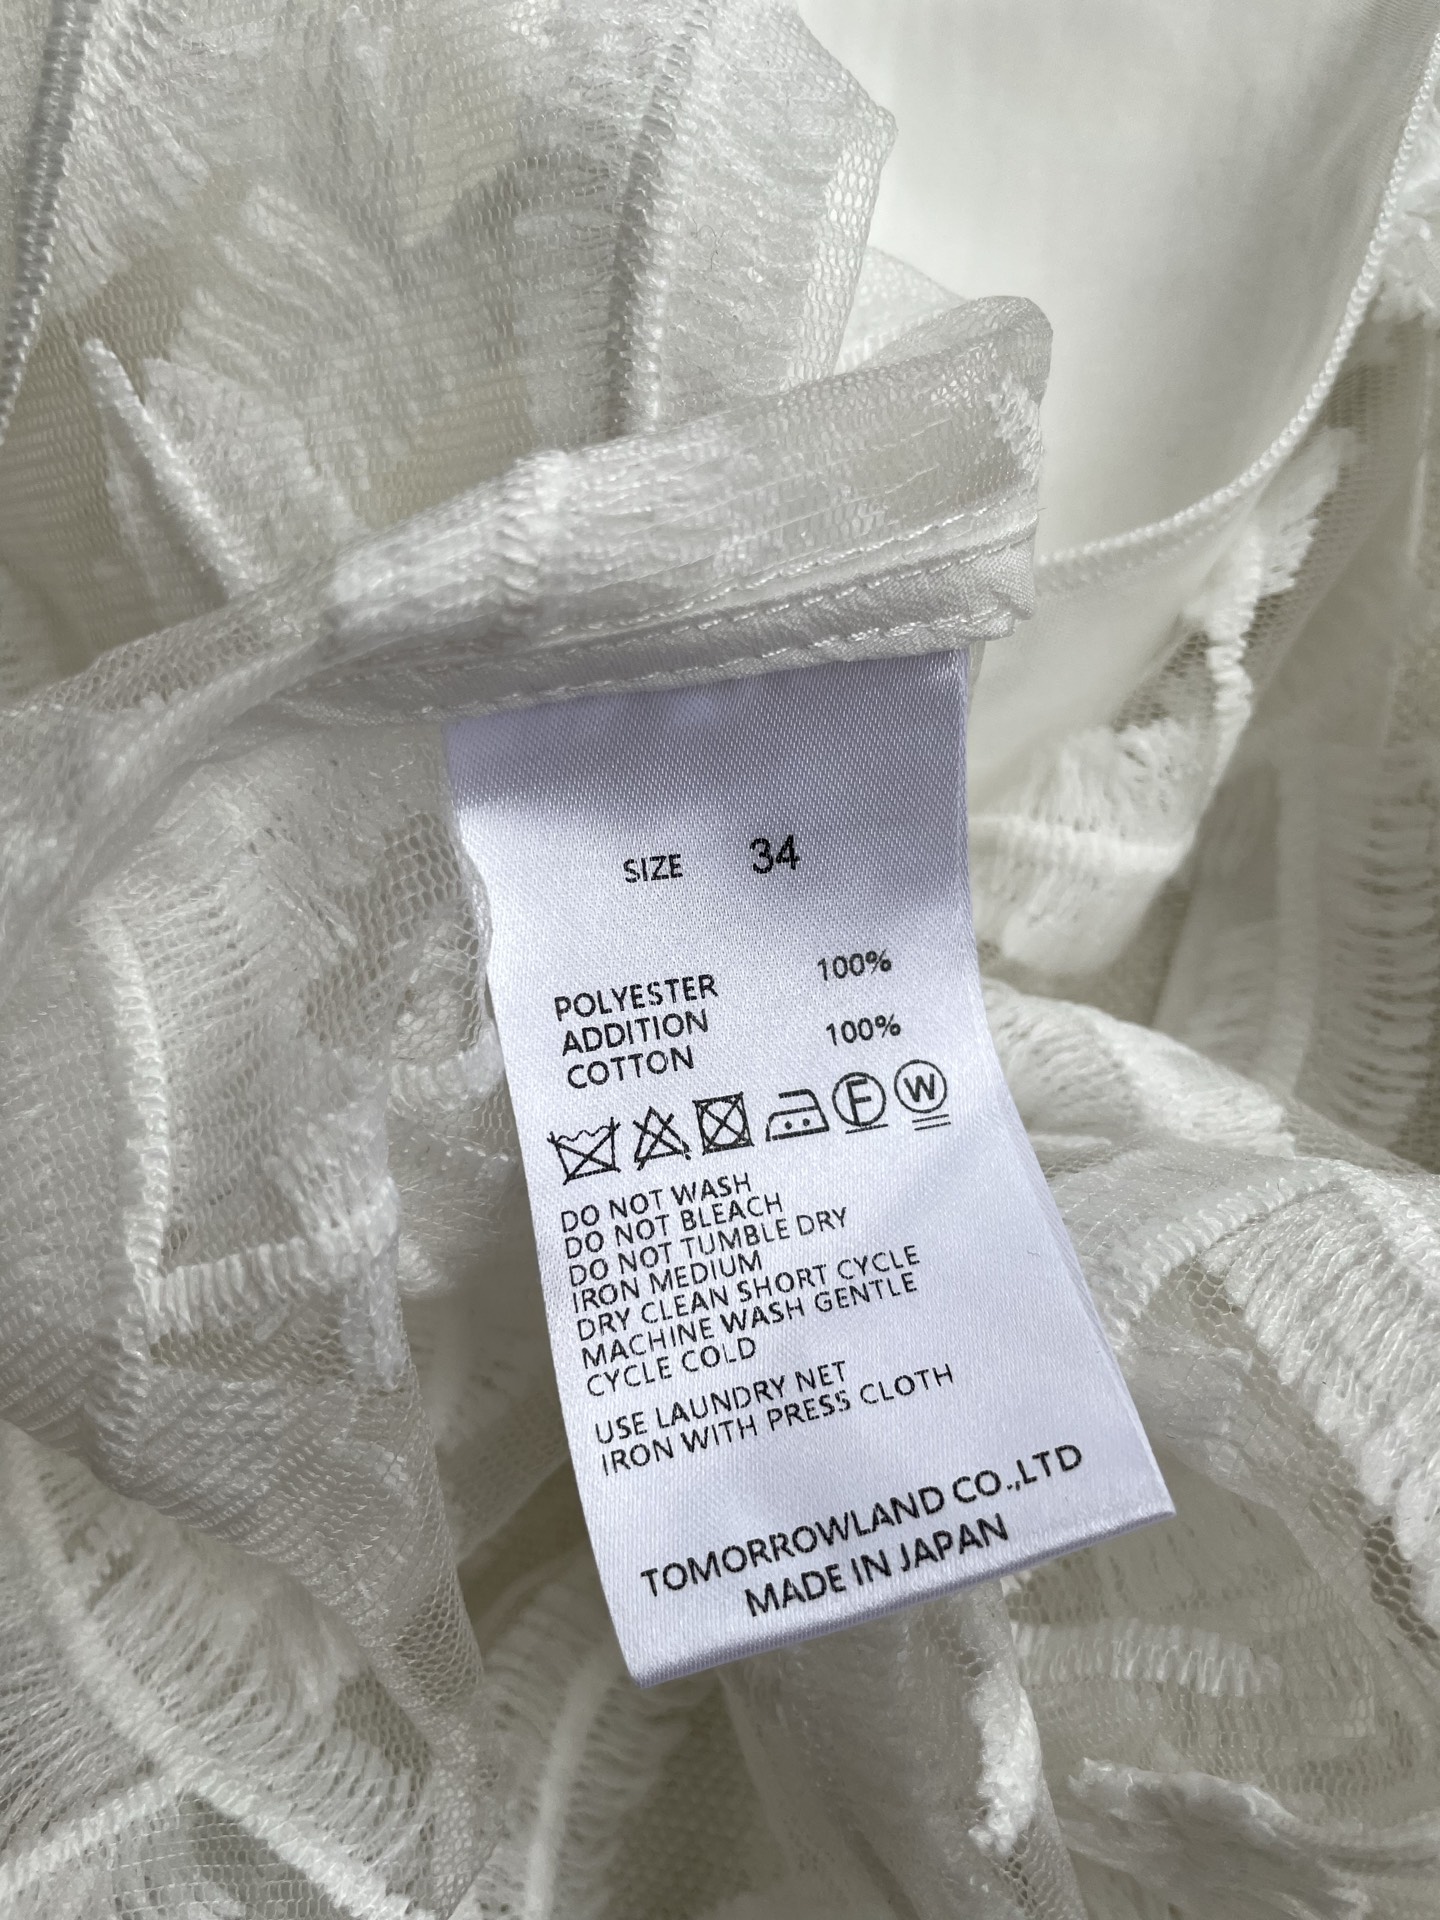 SIZE 34
POLYESTER 100%
ADDITION
COTTON 100%
F W
DO NOT WASH
DO NOT BLEACH
DO NOT TUMBLE DRY
IRON MEDIUM
DRY CLEAN SHORT CYCLE
MACHINE WASH GENTLE
CYCLE COLD
USE LAUNDRY NET
IRON WITH PRESS CLOTH
TOMORROWLAND CO.,LTD
MADE IN JAPAN